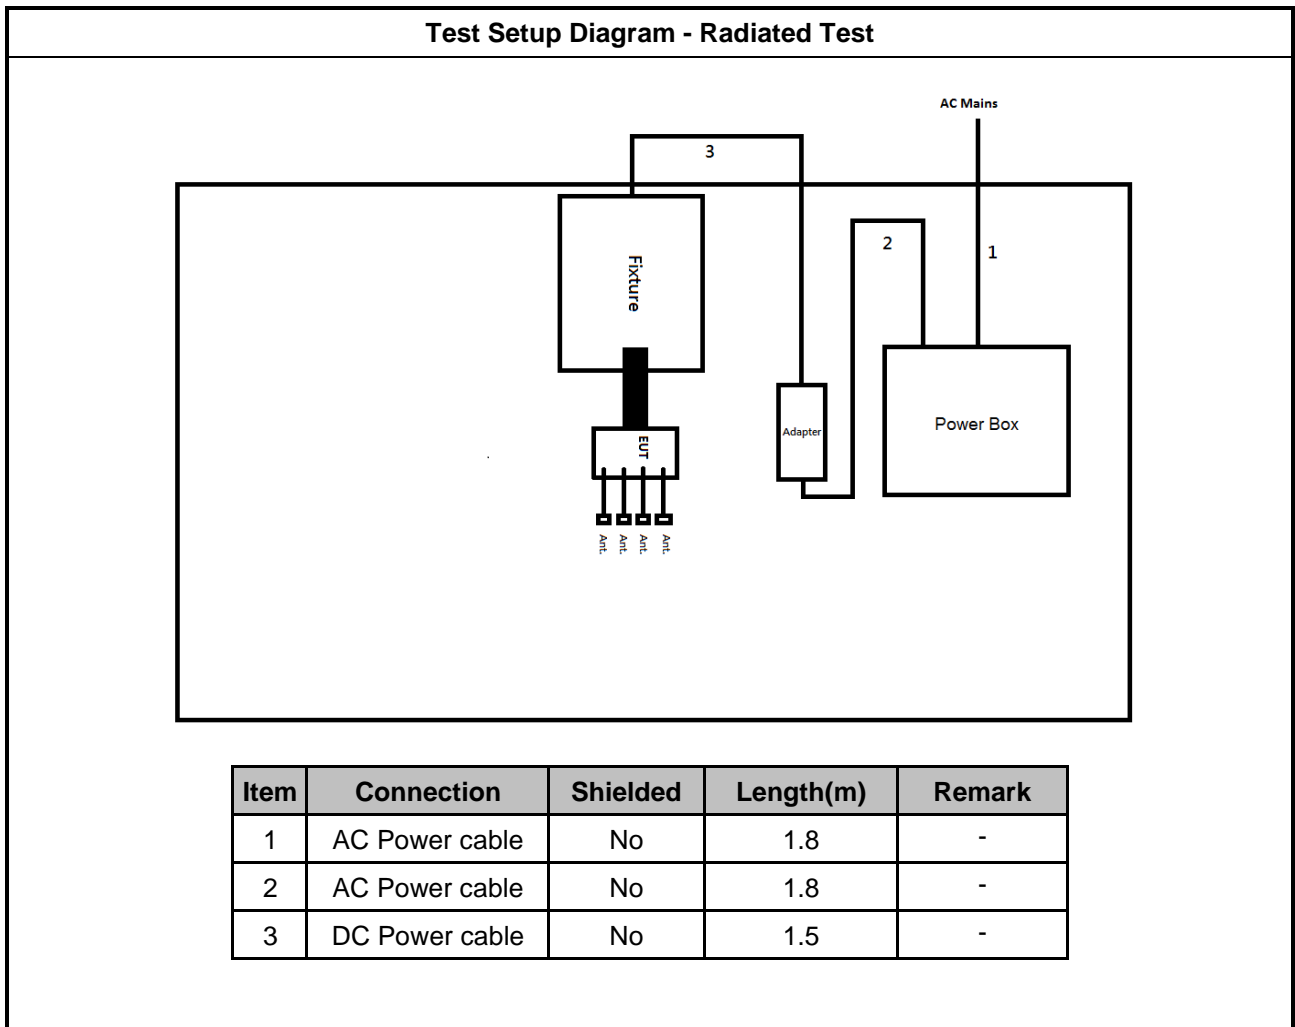 Test Setup Diagram - Radiated Test
AC Mains
3
2
1
Fixture
Power Box
Adapter
EUT
Ant. Ant. Ant. Ant.
Item Connection Shielded Length(m) Remark
1 AC Power cable No 1.8 -
2 AC Power cable No 1.8 -
3 DC Power cable No 1.5 -